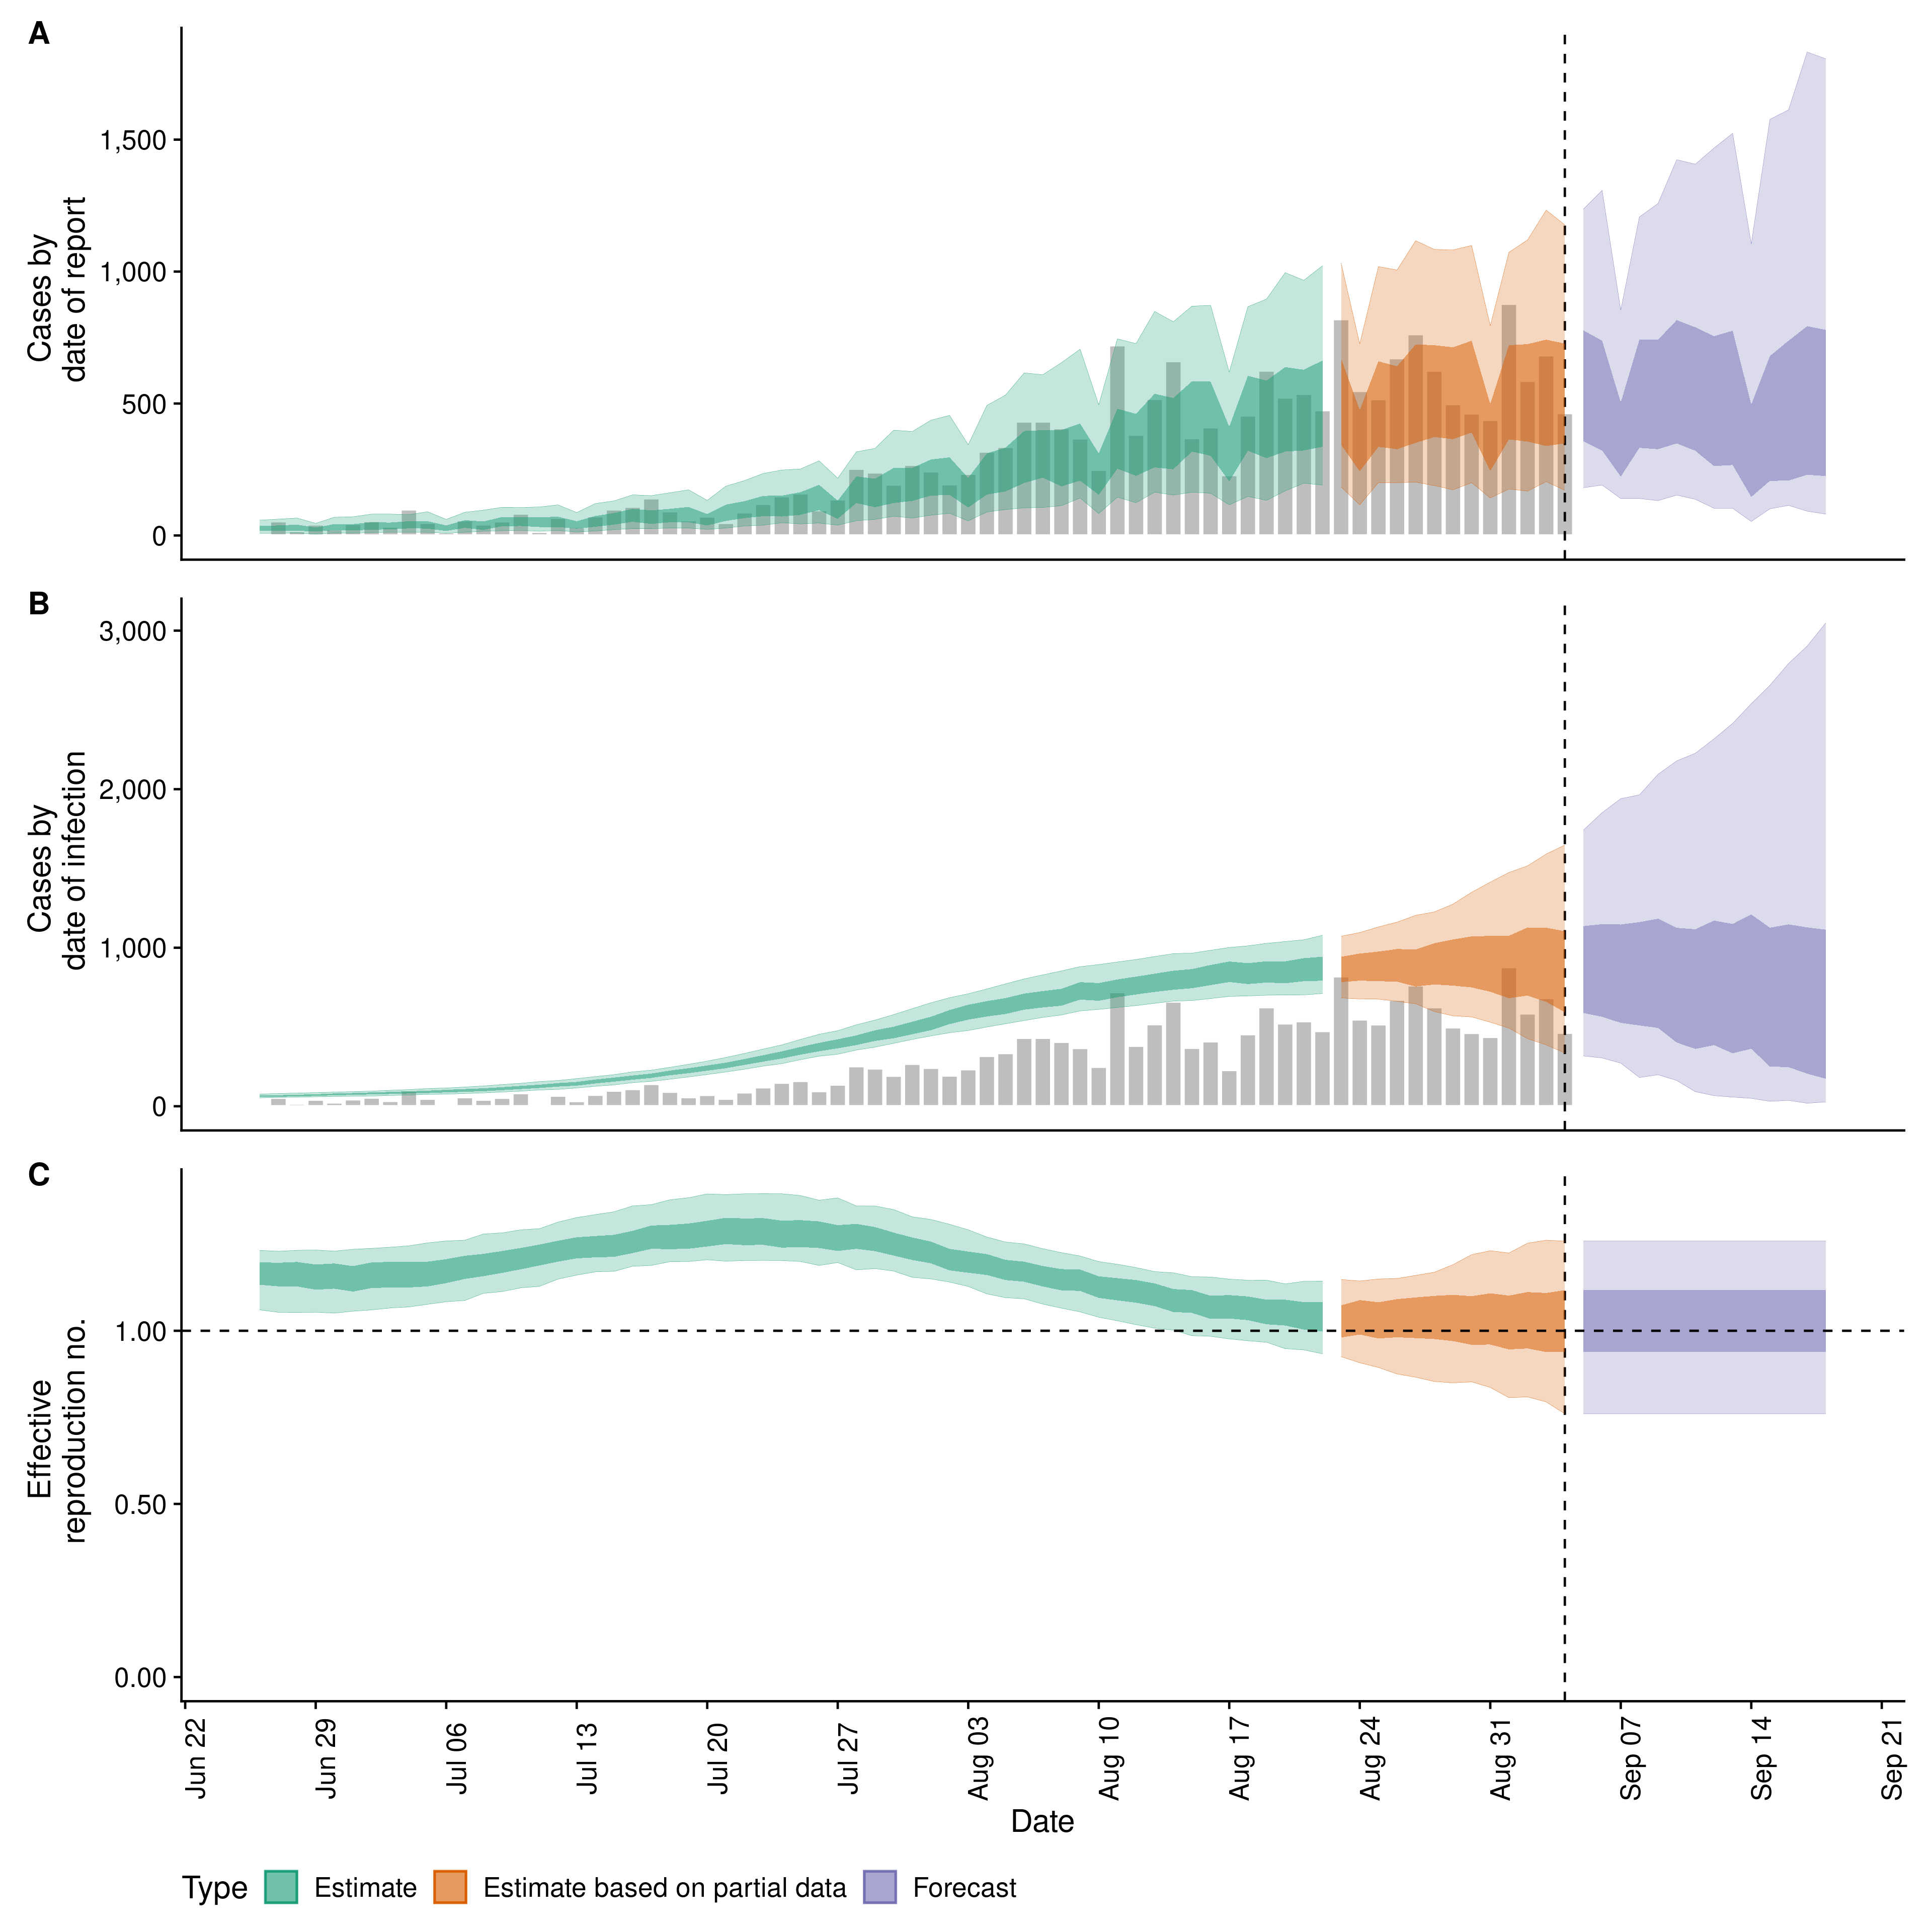 A
Cases by
date of report
1,500
1,000
500
0
B
Cases by
date of infection
3,000
2,000
1,000
0
C
Effective
reproduction no.
1.00
0.50
0.00
Jun 22
Jun 29
Jul 06
Jul 13
Jul 20
Jul 27
Aug 03
Aug 10
Aug 17
Aug 24
Aug 31
Sep 07
Sep 14
Sep 21
Date
Type Estimate Estimate based on partial data Forecast